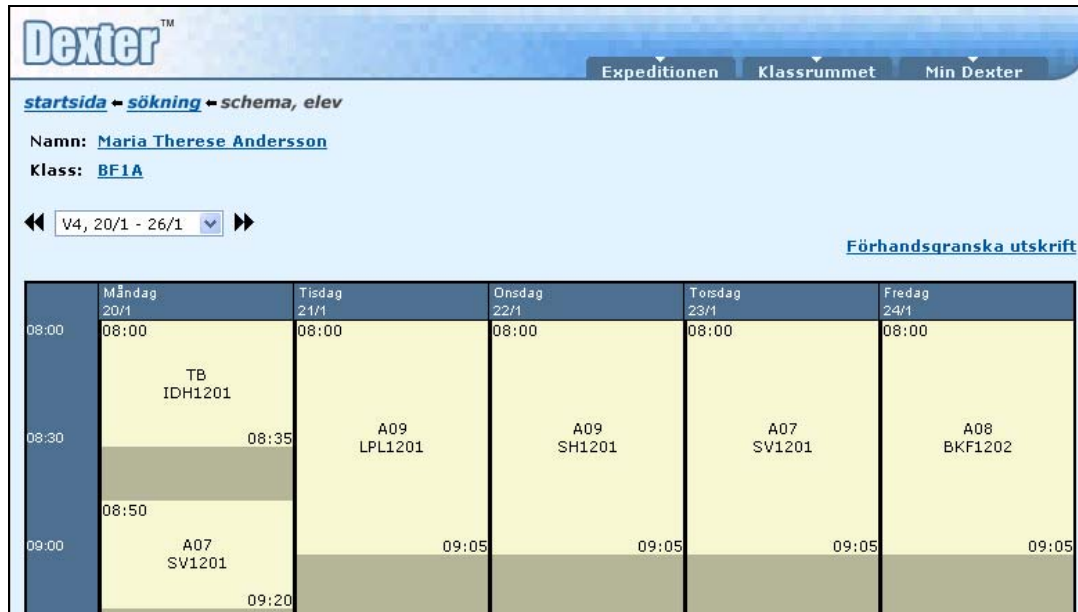 Dexter™
Expeditionen Klassrummet Min Dexter
startsida - sökning - schema, elev
Namn: Maria Therese Andersson
Klass: BF1A
V4, 20/1 - 26/1
Förhandsgranska utskrift
Måndag Tisdag Onsdag Torsdag Fredag
20/1 21/1 22/1 23/1 24/1
08:00 08:00 08:00 08:00 08:00 08:00
TB
IDH1201
A09 A09 A07 A08
08:30 08:35 LPL1201 SH1201 SV1201 BKF1202
08:50
09:00 A07 09:05 09:05 09:05 09:05
SV1201
09:20